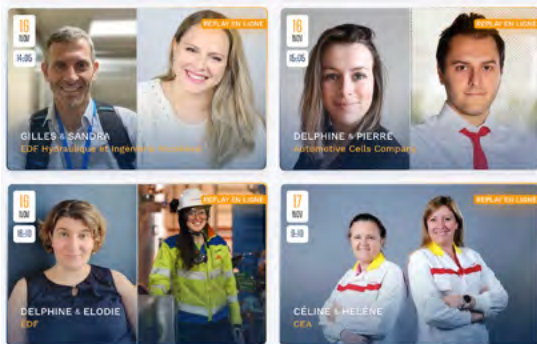 16
NOV
14:05
REPLAY EN LIGNE
GILLES & SANDRA
EDF Hydraulique et Ingénierie
16
NOV
15:05
REPLAY EN LIGNE
DELPHINE & PIERRE
Automotive Cells Company
16
NOV
16:10
REPLAY EN LIGNE
DELPHINE & ELODIE
EDF
17
NOV
REPLAY EN LIGNE
CÉLINE & HÉLÈNE
CEA